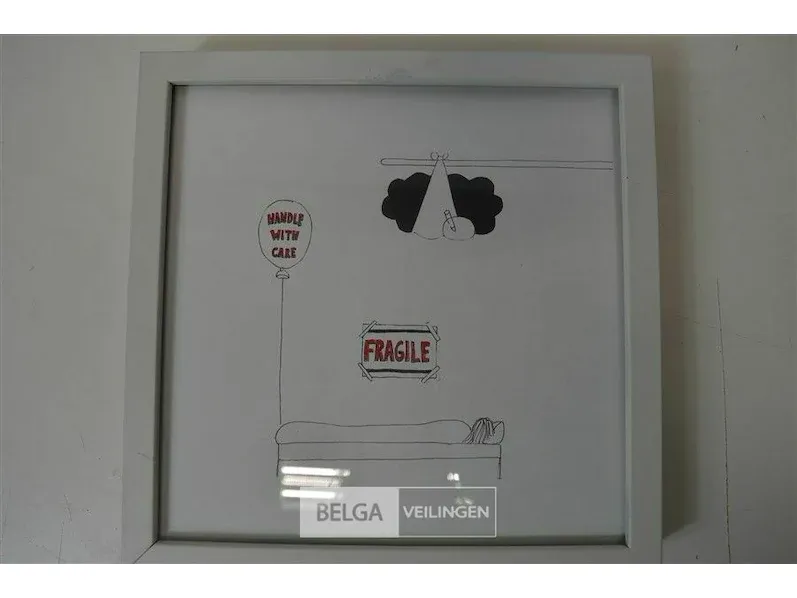 HANDLE
WITH
CARE
FRAGILE
BELGA VEILINGEN